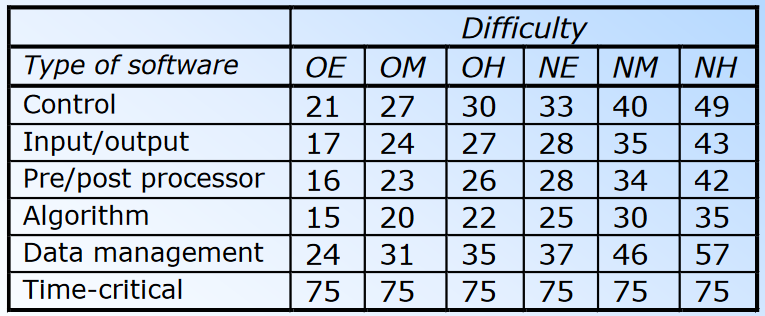 Difficulty
Type of software OE OM OH NE NM NH
Control 21 27 30 33 40 49
Input/output 17 24 27 28 35 43
Pre/post processor 16 23 26 28 34 42
Algorithm 15 20 22 25 30 35
Data management 24 31 35 37 46 57
Time-critical 75 75 75 75 75 75